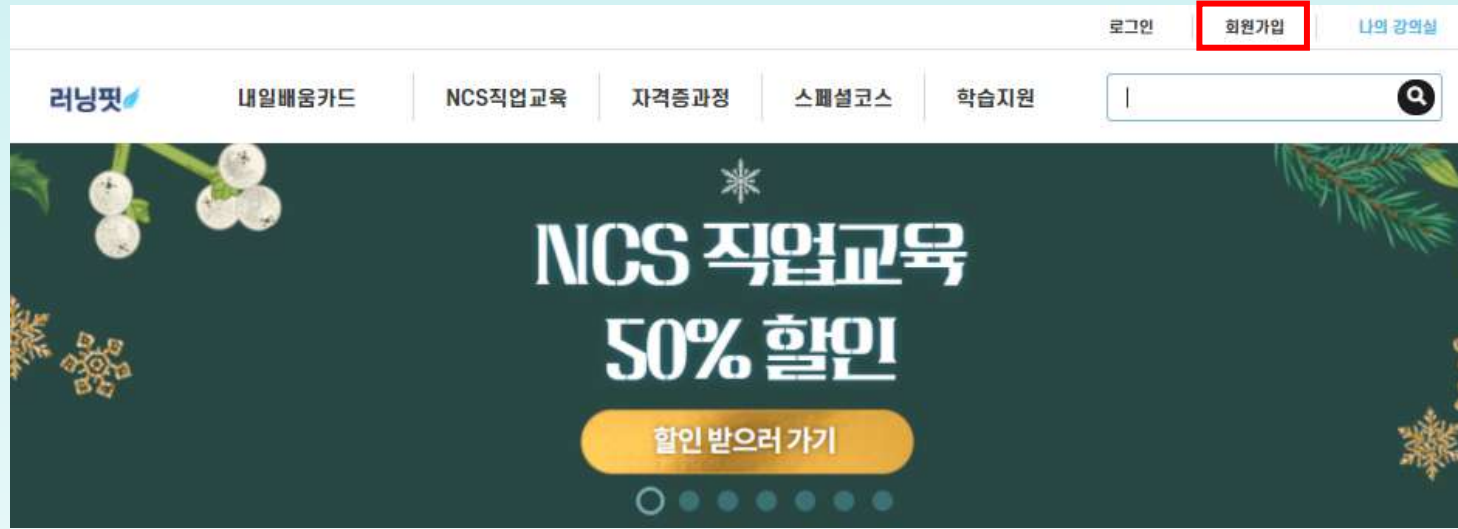 로그인 회원가입 나의 강의실
러닝핏 내일배움카드 NCS직업교육 자격증과정 스페셜코스 학습지원
NCS 직업교육
50% 할인
할인 받으러 가기